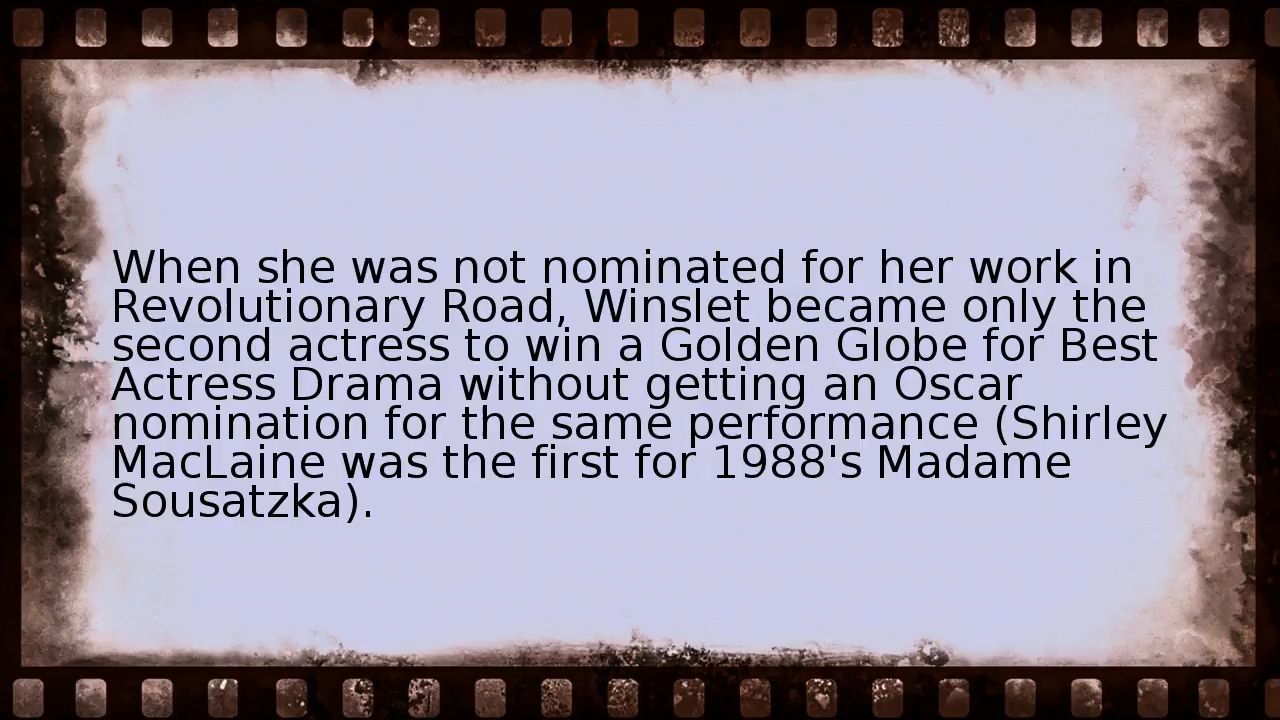 When she was not nominated for her work in
Revolutionary Road, Winslet became only the
second actress to win a Golden Globe for Best
Actress Drama without getting an Oscar
nomination for the same performance (Shirley
MacLaine was the first for 1988's Madame
Sousatzka).